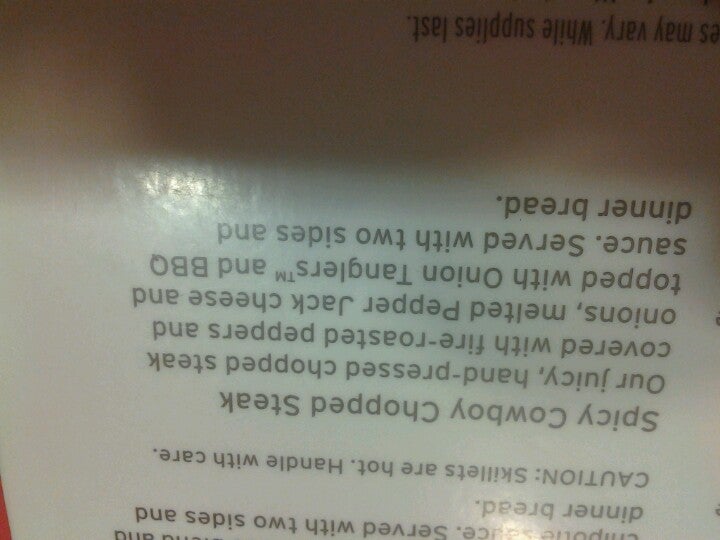 chipotle sauce. Served with two sides and
dinner bread.
CAUTION: Skillets are hot. Handle with care.
Spicy Cowboy Chopped Steak
Our juicy, hand-pressed chopped steak
covered with fire-roasted peppers and
onions, melted Pepper Jack cheese and
topped with Onion Tanglers™ and BBQ
sauce. Served with two sides and
dinner bread.
may vary. While supplies last.